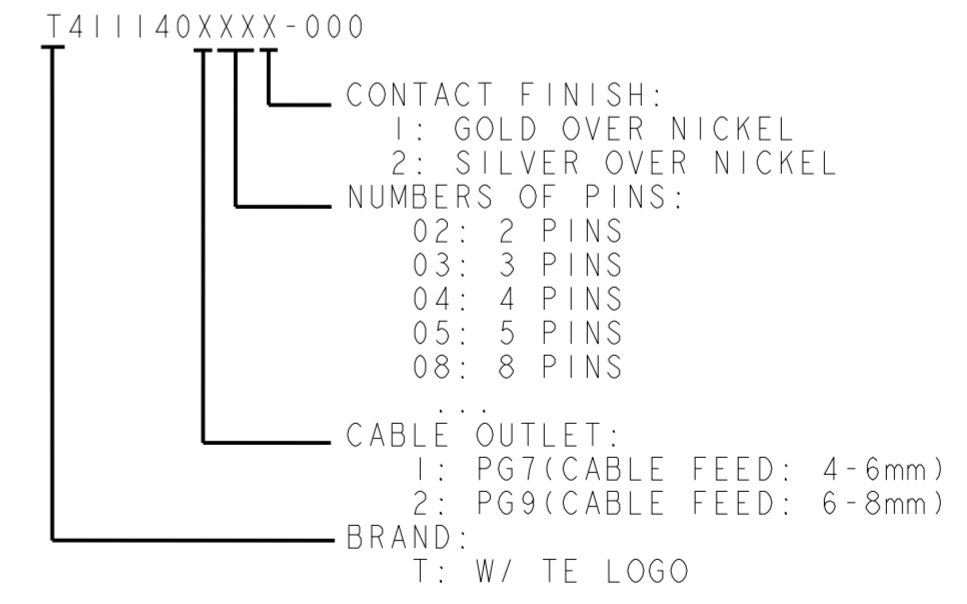 T411140XXXX-000
CONTACT FINISH:
1: GOLD OVER NICKEL
2: SILVER OVER NICKEL
NUMBERS OF PINS:
02: 2 PINS
03: 3 PINS
04: 4 PINS
05: 5 PINS
08: 8 PINS
...
CABLE OUTLET:
1: PG7(CABLE FEED: 4-6mm)
2: PG9(CABLE FEED: 6-8mm)
BRAND:
T: W/ TE LOGO